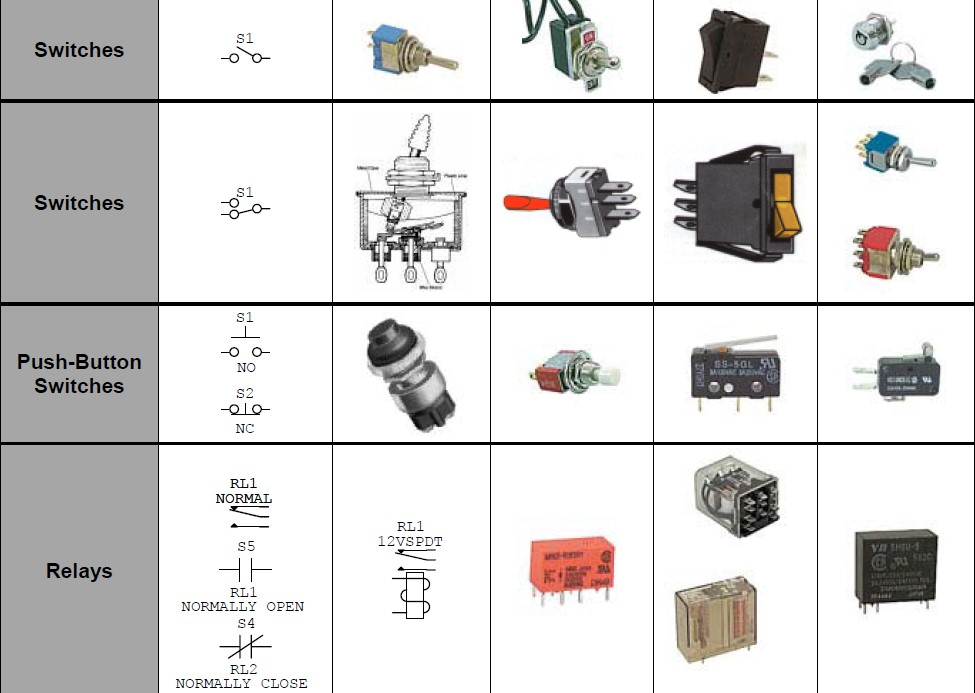 Switches
S1
ON
Switches
S1
Push-Button
Switches
S1
NO
S2
NC
SS-5GL
Relays
RL1
NORMAL
S5
RL1
NORMALLY OPEN
S4
RL2
NORMALLY CLOSE
RL1
12VSPDT